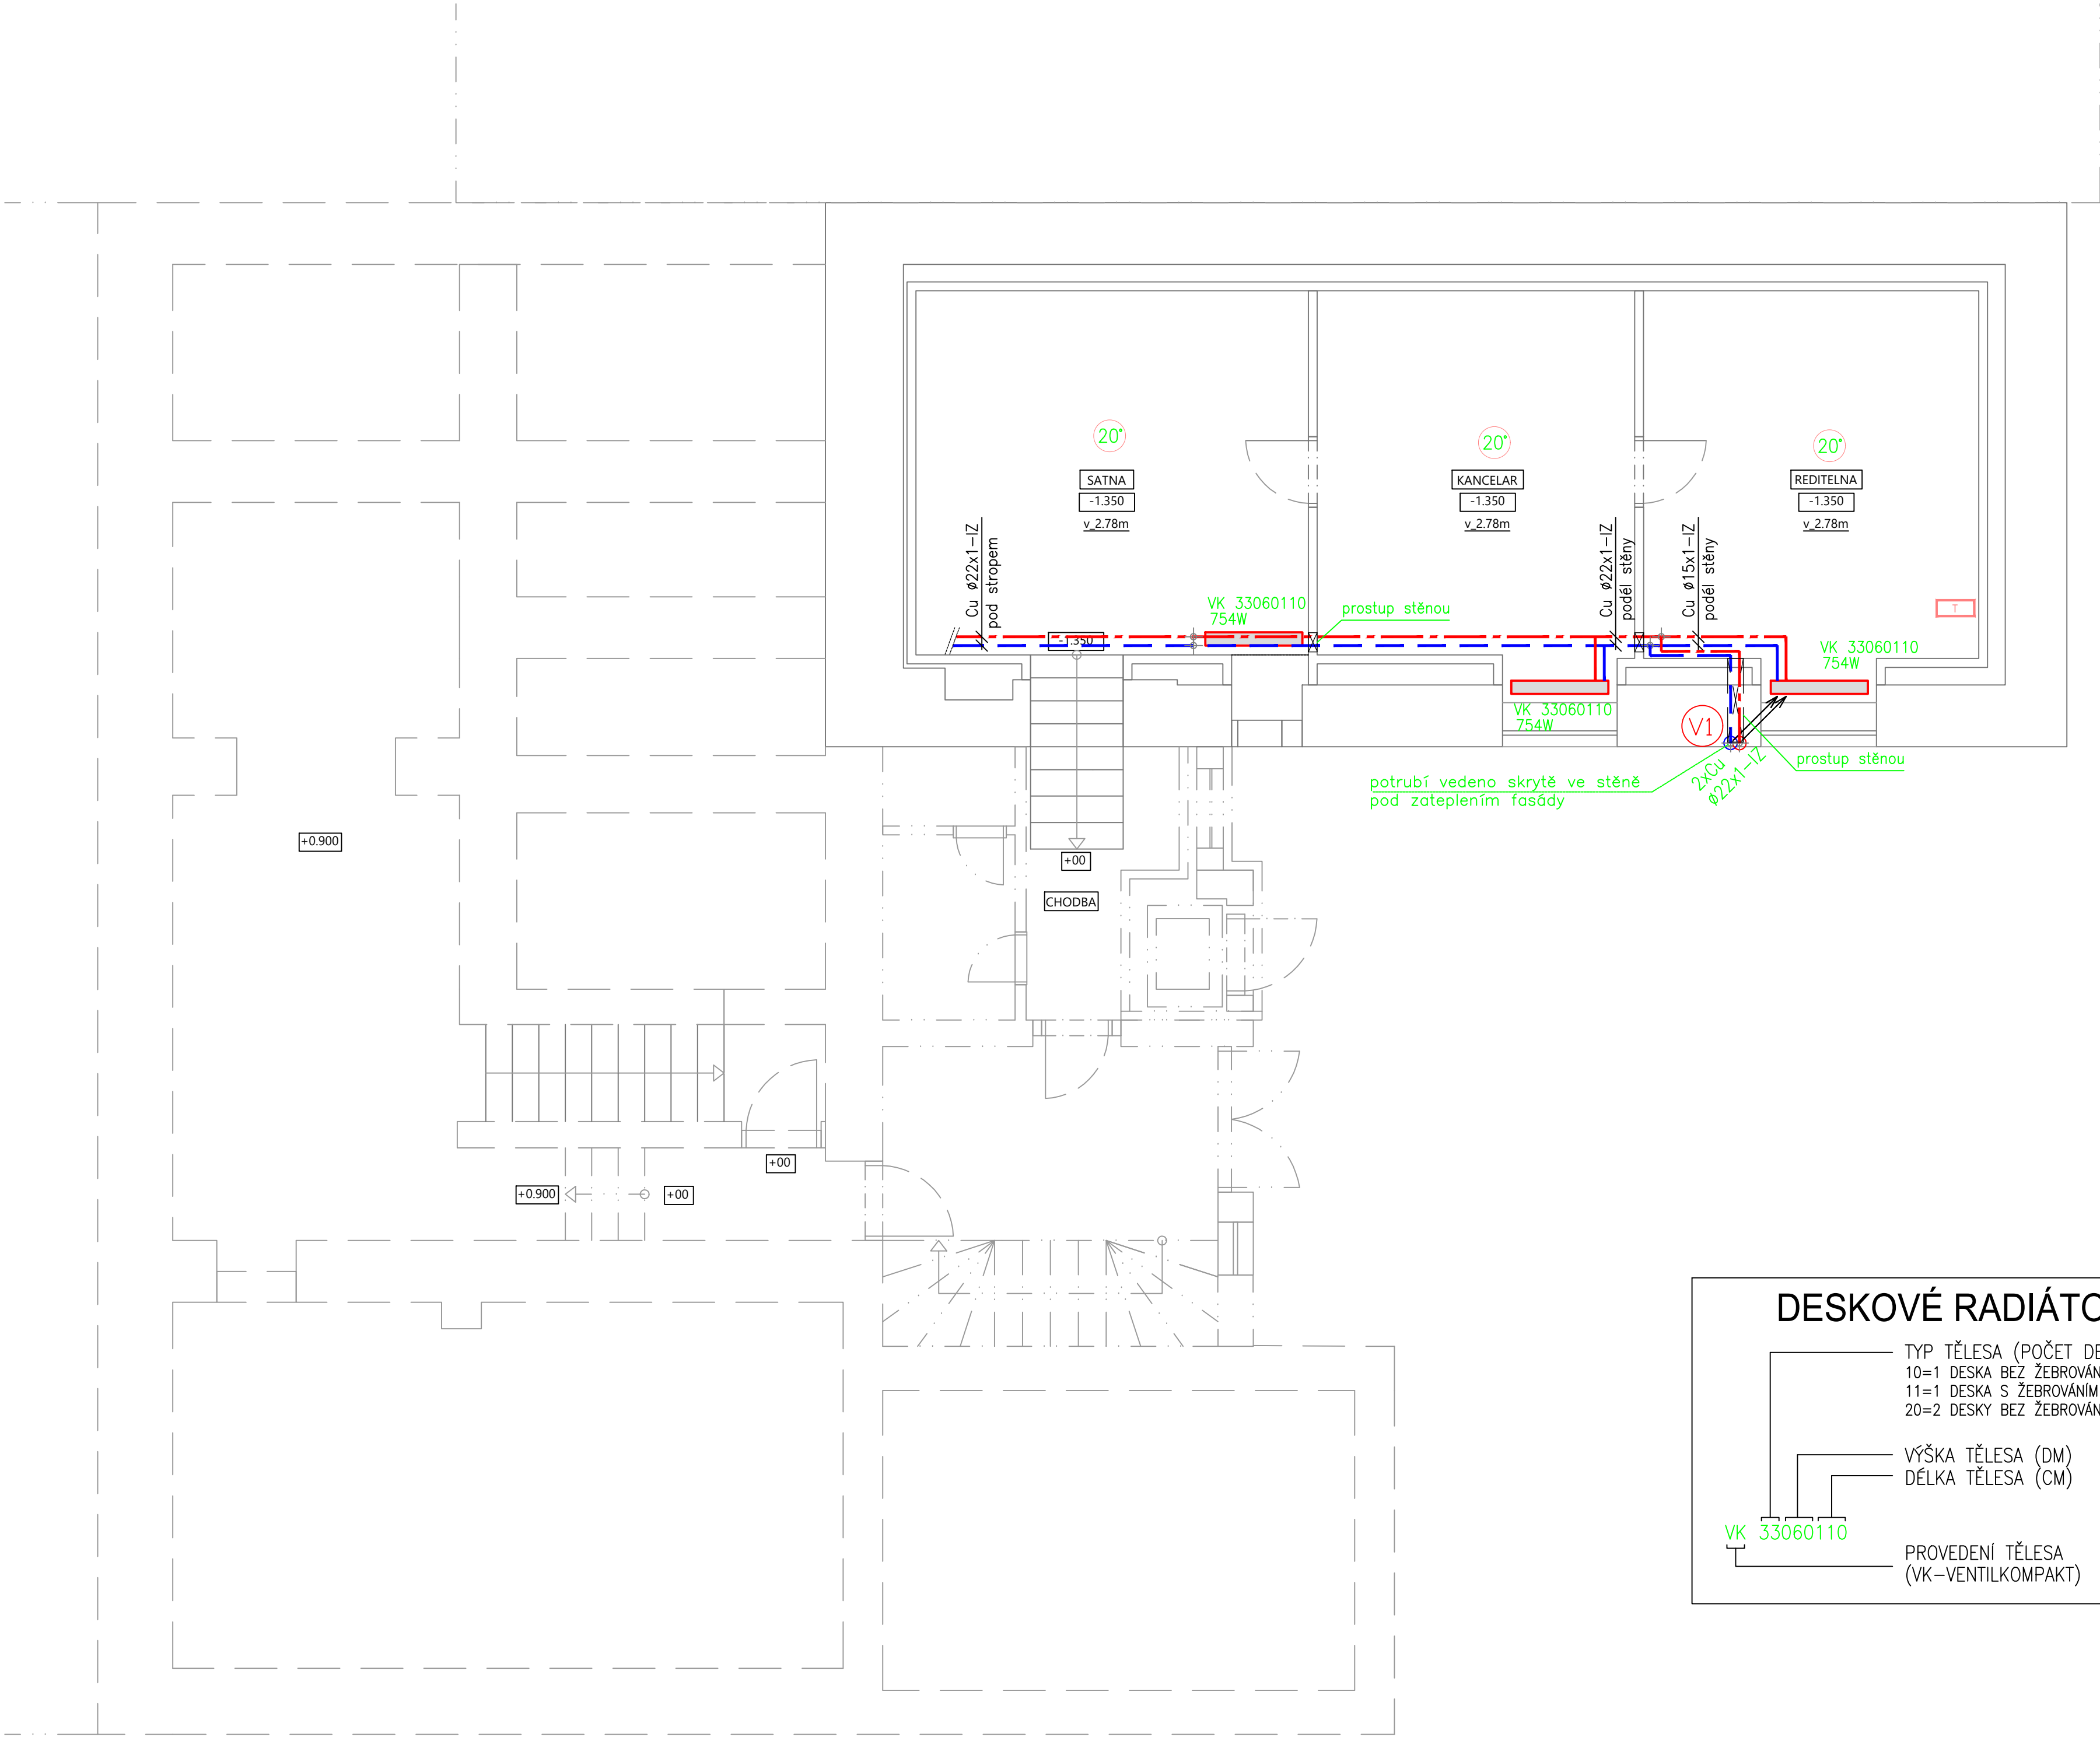 20°
20°
20°
SATNA
-1.350
v_2.78m
KANCELAR
-1.350
v_2.78m
REDITELNA
-1.350
v_2.78m
Cu ø22x1-IZ
pod stropem
Cu ø22x1-IZ
podél stěny
Cu ø15x1-IZ
podél stěny
VK 33060110
754W
prostup stěnou
T
-1.350
VK 33060110
754W
VK 33060110
754W
V1
2xCu
ø22x1-IZ
prostup stěnou
potrubí vedeno skrytě ve stěně
pod zateplením fasády
+0.900
+00
CHODBA
+00
+0.900
+00
DESKOVÉ RADIÁTO
TYP TĚLESA (POČET DE
10=1 DESKA BEZ ŽEBROVÁN
11=1 DESKA S ŽEBROVÁNÍM
20=2 DESKY BEZ ŽEBROVÁN
VÝŠKA TĚLESA (DM)
DÉLKA TĚLESA (CM)
VK 33060110
PROVEDENÍ TĚLESA
(VK-VENTILKOMPAKT)